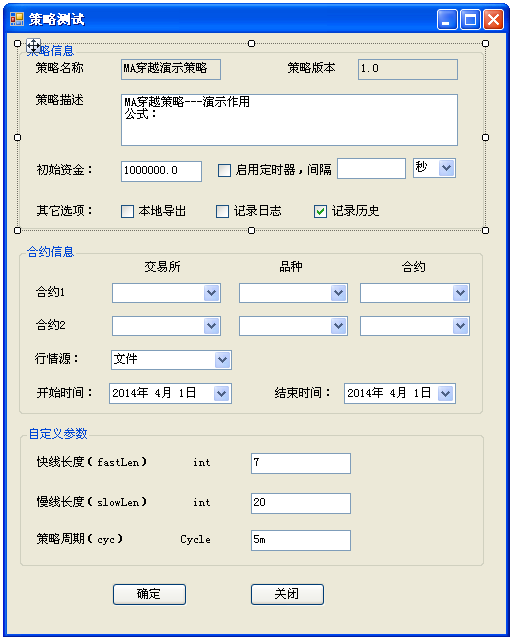 策略测试
策略信息
策略名称 MA穿越演示策略 策略版本 1.0
策略描述 MA穿越策略---演示作用
公式：
初始资金： 1000000.0 启用定时器，间隔 秒
其它选项： 本地导出 记录日志 记录历史
合约信息
交易所 品种 合约
合约1
合约2
行情源： 文件
开始时间： 2014年 4月 1日 结束时间： 2014年 4月 1日
自定义参数
快线长度（fastLen） int 7
慢线长度（slowLen） int 20
策略周期（cyc） Cycle 5m
确定 关闭